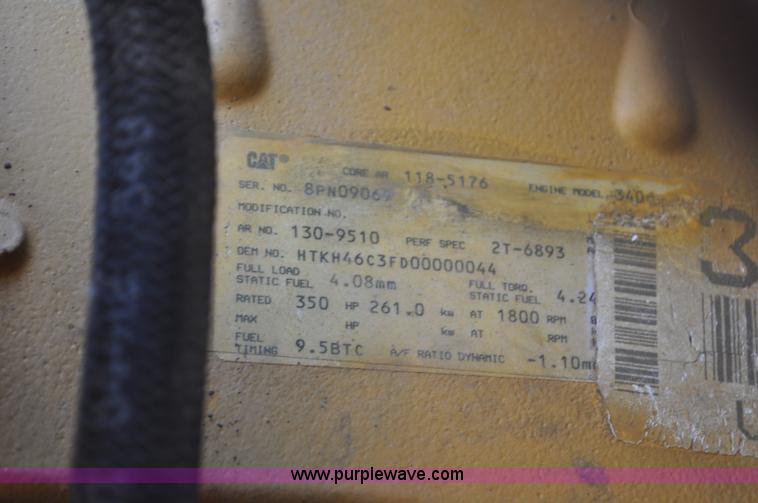 CAT® CORE AR 118-5176 ENGINE MODEL 3406
SER. NO. 8PN09069
MODIFICATION NO.
AR NO. 130-9510 PERF SPEC 2T-6893
OEM NO. HTKH46C3FD00000044
FULL LOAD STATIC FUEL 4.08mm FULL TORQ. STATIC FUEL 4.24
RATED 350 HP 261.0 kw AT 1800 RPM
MAX HP kw AT RPM
FUEL TIMING 9.5BTC A/F RATIO DYNAMIC -1.10m
3
www.purplewave.com